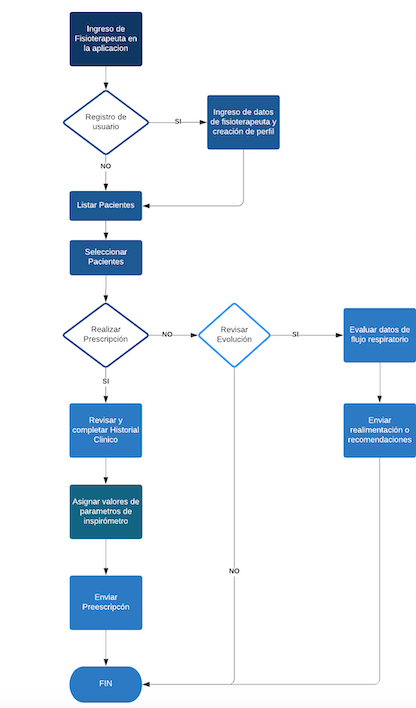 Ingreso de
Fisioterapeuta en
la aplicacion
Registro de
usuario
SI
Ingreso de datos
de fisioterapeuta y
creación de perfil
NO
Listar Pacientes
Seleccionar
Pacientes
Realizar
Prescripción
NO
Revisar
Evolución
SI
Evaluar datos de
flujo respiratorio
SI
Revisar y
completar Historial
Clinico
Enviar
realimentación o
recomendaciones
Asignar valores de
parametros de
inspirómetro
NO
Enviar
Preescripcón
FIN